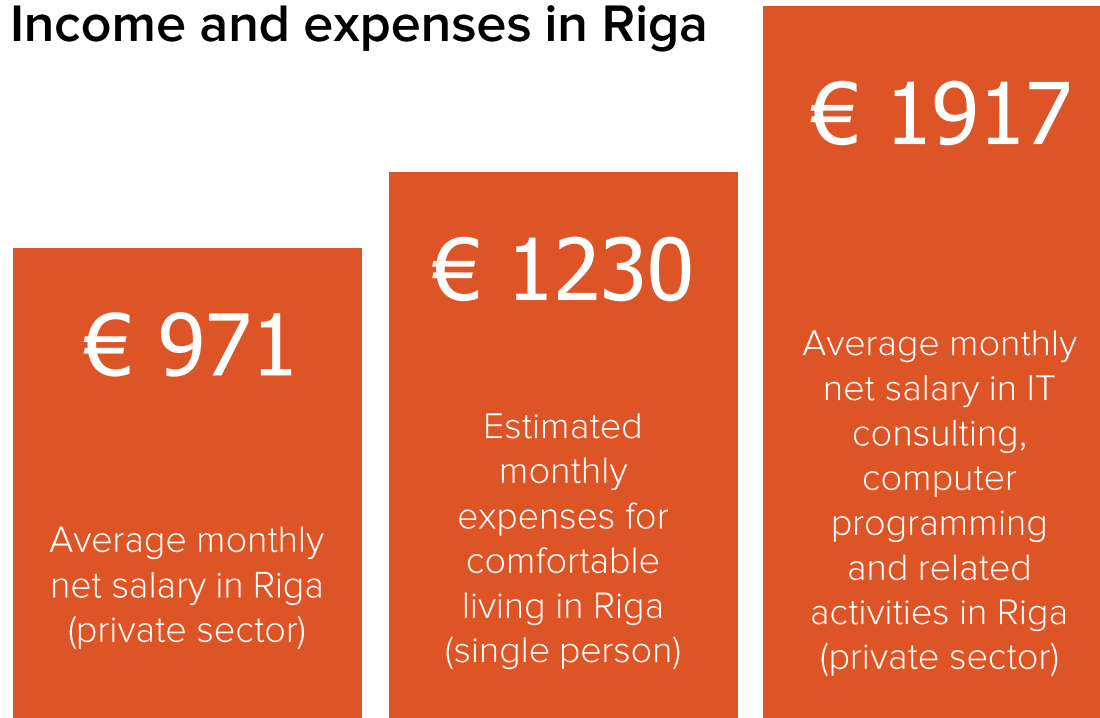 Income and expenses in Riga
€ 971
Average monthly
net salary in Riga
(private sector)
€ 1230
Estimated
monthly
expenses for
comfortable
living in Riga
(single person)
€ 1917
Average monthly
net salary in IT
consulting,
computer
programming
and related
activities in Riga
(private sector)